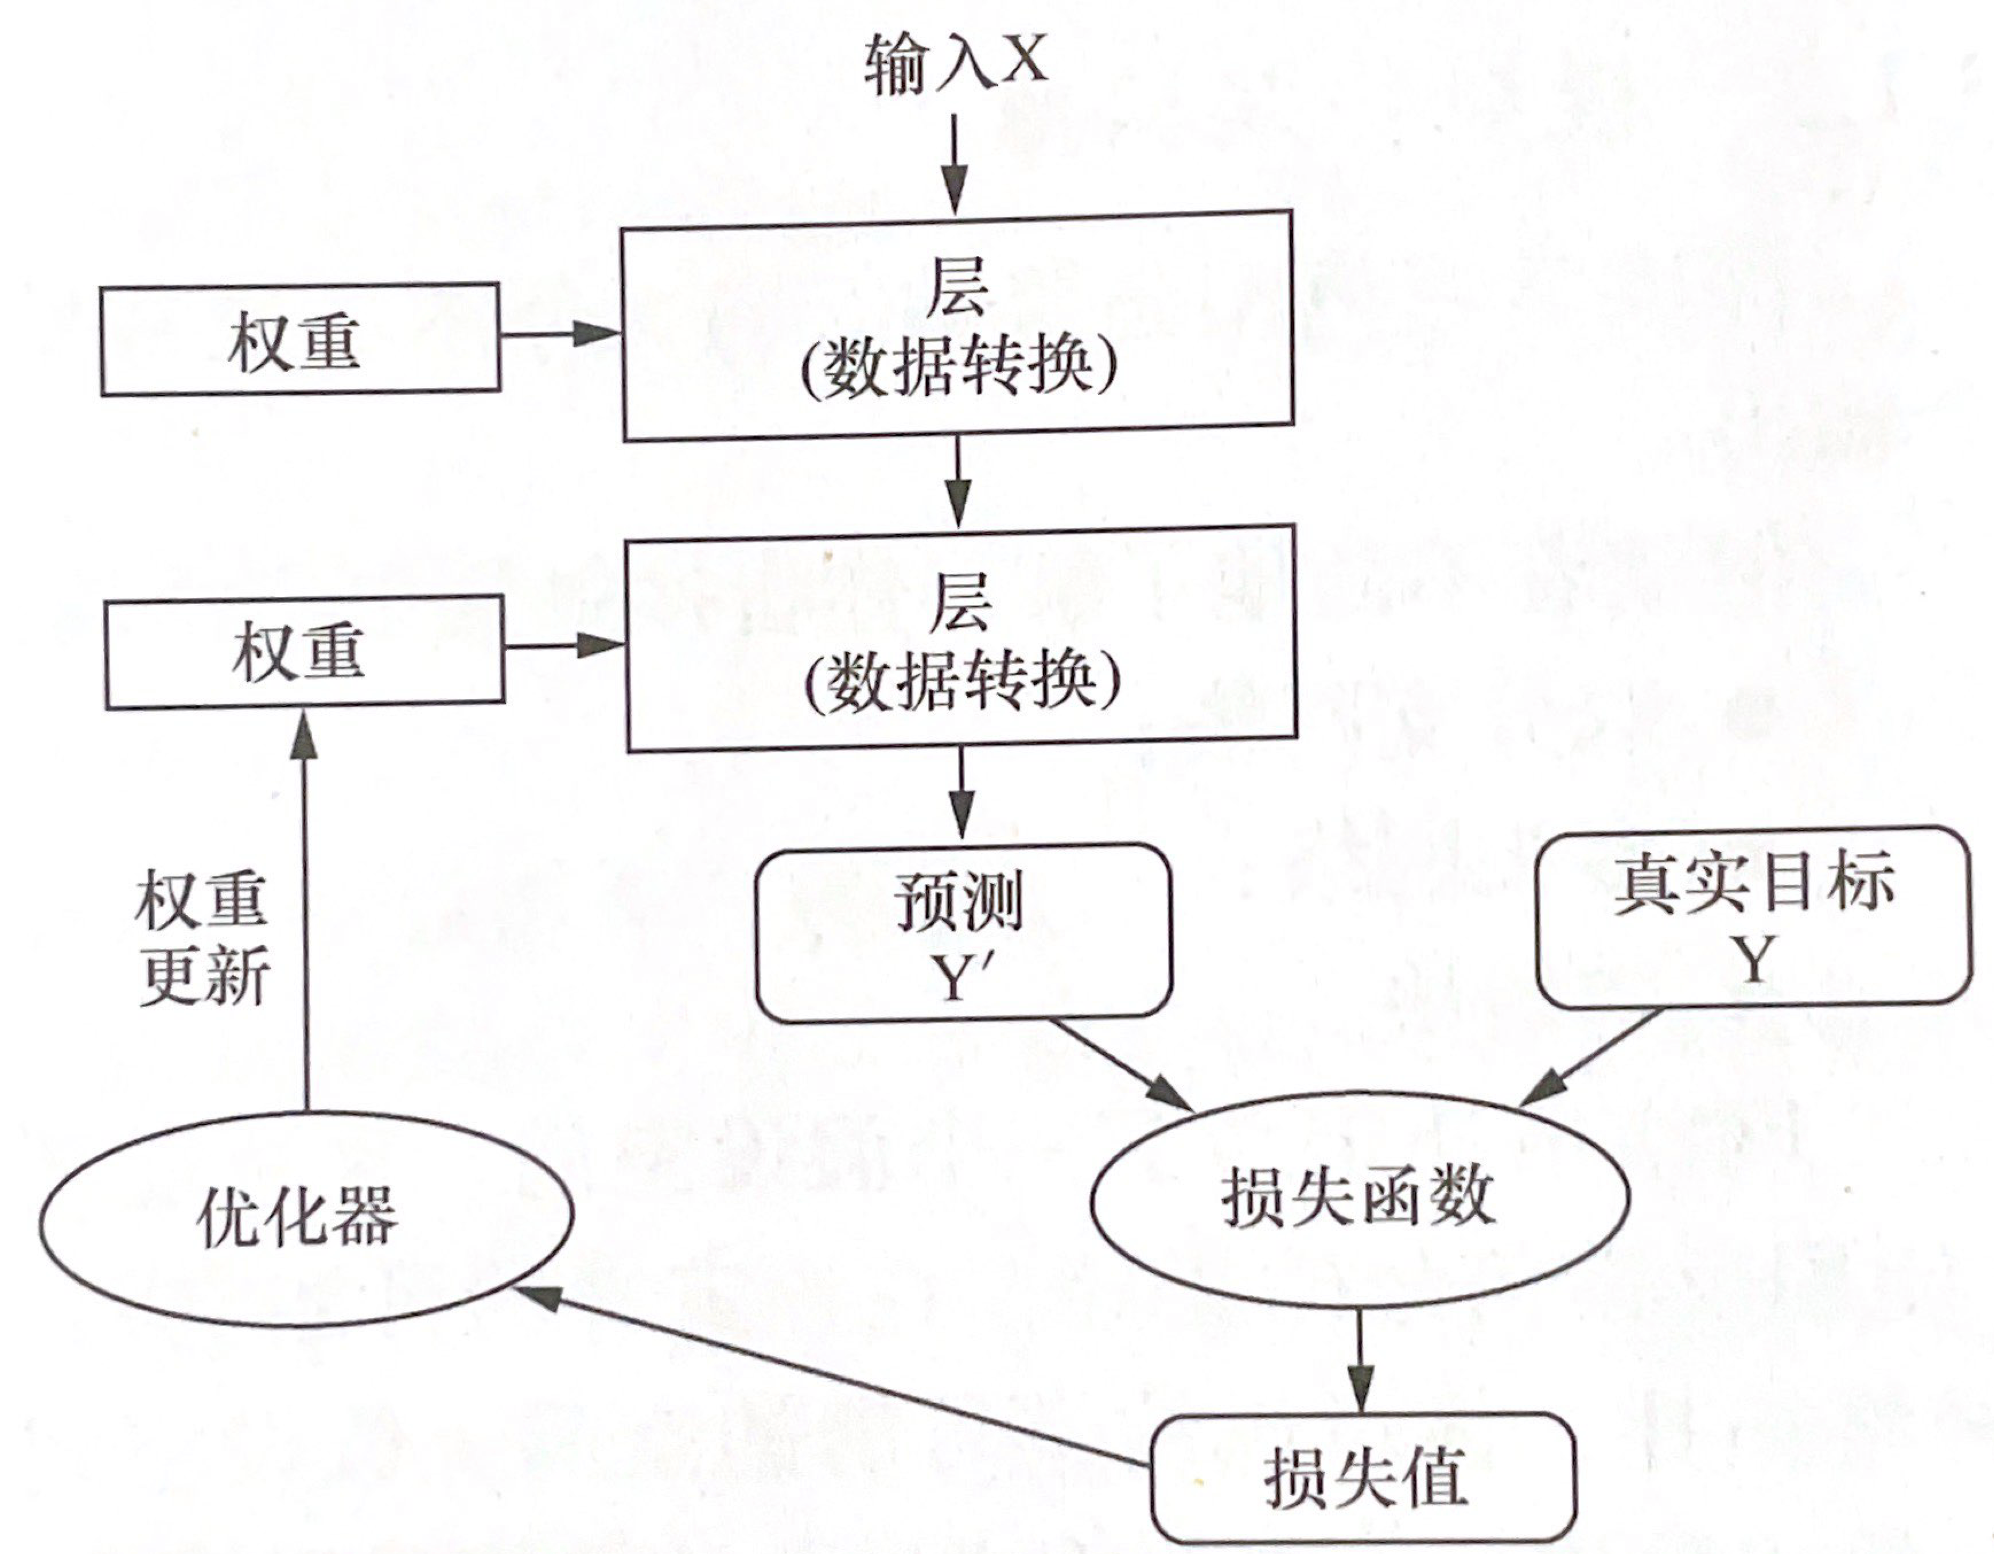 输入X
层
(数据转换)
权重
层
(数据转换)
权重
权重
更新
预测
Y′
真实目标
Y
优化器
损失函数
损失值